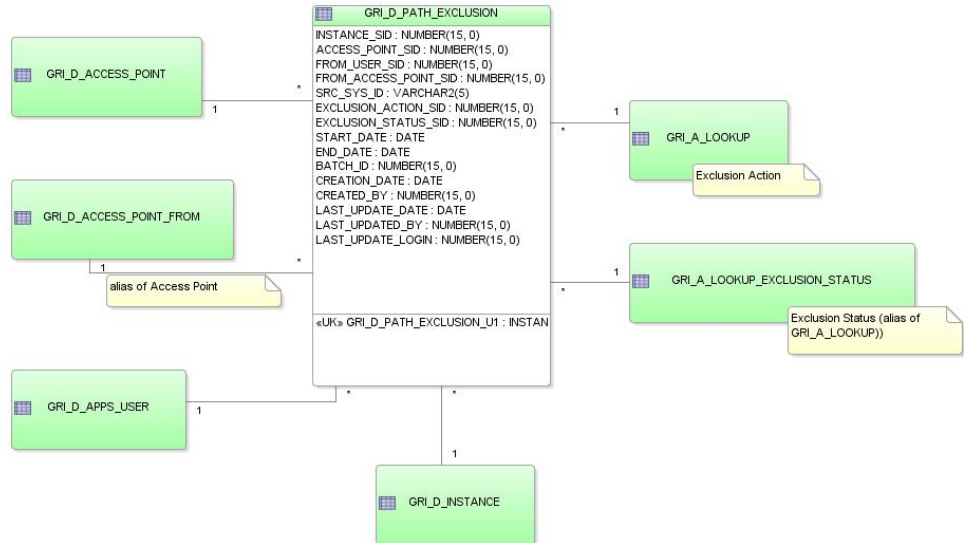 GRI_D_PATH_EXCLUSION
INSTANCE_SID : NUMBER(15, 0)
ACCESS_POINT_SID : NUMBER(15, 0)
FROM_USER_SID : NUMBER(15, 0)
FROM_ACCESS_POINT_SID : NUMBER(15, 0)
SRC_SYS_ID : VARCHAR2(5)
EXCLUSION_ACTION_SID : NUMBER(15, 0)
EXCLUSION_STATUS_SID : NUMBER(15, 0)
START_DATE : DATE
END_DATE : DATE
BATCH_ID : NUMBER(15, 0)
CREATION_DATE : DATE
CREATED_BY : NUMBER(15, 0)
LAST_UPDATE_DATE : DATE
LAST_UPDATED_BY : NUMBER(15, 0)
LAST_UPDATE_LOGIN : NUMBER(15, 0)
«UK» GRI_D_PATH_EXCLUSION_U1 : INSTAN
GRI_D_ACCESS_POINT
1
*
GRI_D_ACCESS_POINT_FROM
1
*
alias of Access Point
GRI_D_APPS_USER
1
*
GRI_D_INSTANCE
1
*
GRI_A_LOOKUP
1
*
Exclusion Action
GRI_A_LOOKUP_EXCLUSION_STATUS
1
*
Exclusion Status (alias of
GRI_A_LOOKUP))